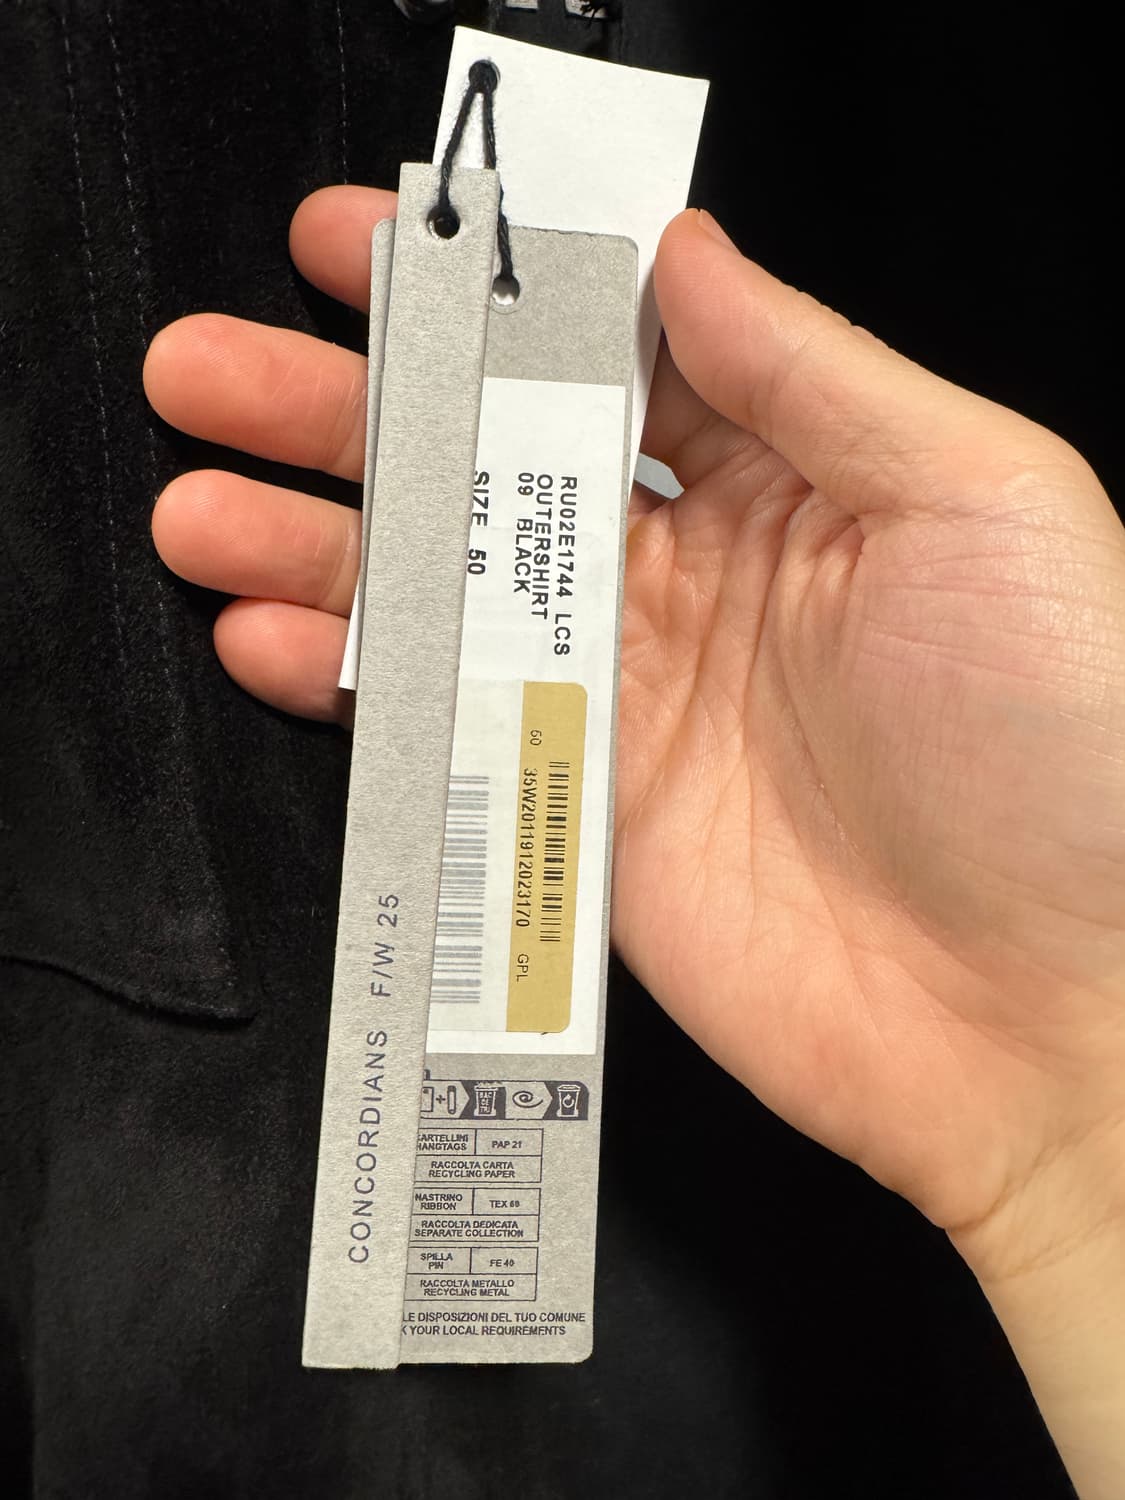 CONCORDIANS F/W 25
RU02E1744 LCS
OUTERSHIRT
09 BLACK
SIZE 50
50 35W2011912023170 GPL
CARTELLINI
HANGTAGS
PAP 21
RACCOLTA CARTA
RECYCLING PAPER
NASTRINO
RIBBON
TEX 60
RACCOLTA DEDICATA
SEPARATE COLLECTION
SPILLA
PIN
FE 40
RACCOLTA METALLO
RECYCLING METAL
LE DISPOSIZIONI DEL TUO COMUNE
YOUR LOCAL REQUIREMENTS